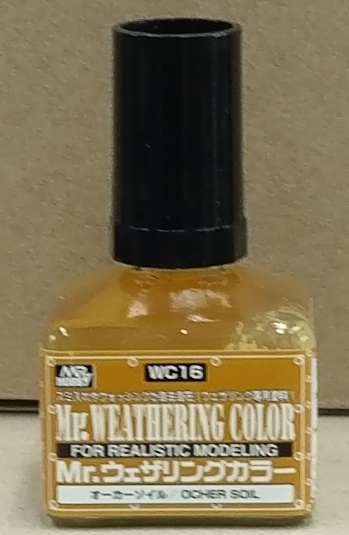 MR HOBBY
WC16
Mr. WEATHERING COLOR
FOR REALISTIC MODELING
Mr.ウェザリングカラー
オーカーソイル / OCHER SOIL